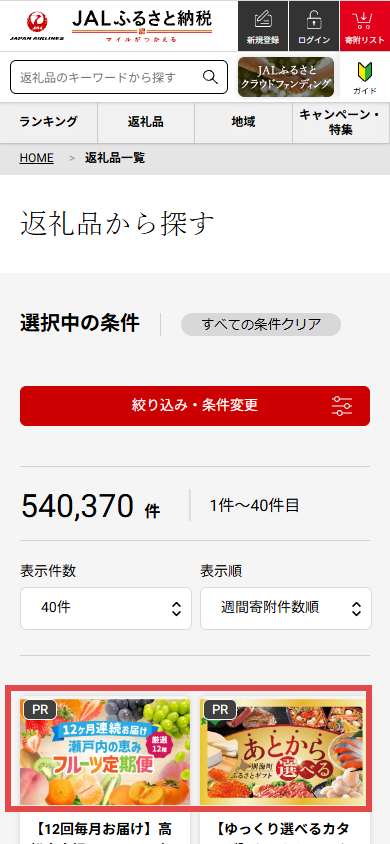 JALふるさと納税
JAPAN AIRLINES
マイルがつかえる
新規登録
ログイン
寄附リスト
返礼品のキーワードから探す
JALふるさと
クラウドファンディング
ガイド
ランキング
返礼品
地域
キャンペーン・
特集
HOME > 返礼品一覧
返礼品から探す
選択中の条件
すべての条件クリア
絞り込み・条件変更
540,370 件
1件〜40件目
表示件数
表示順
40件
週間寄附件数順
PR
12ヶ月連続お届け
瀬戸内の恵み
フルーツ定期便
厳選
12種
PR
あとから
別海町
ふるさとギフト
選べる
【12回毎月お届け】高
【ゆっくり選べるカタ